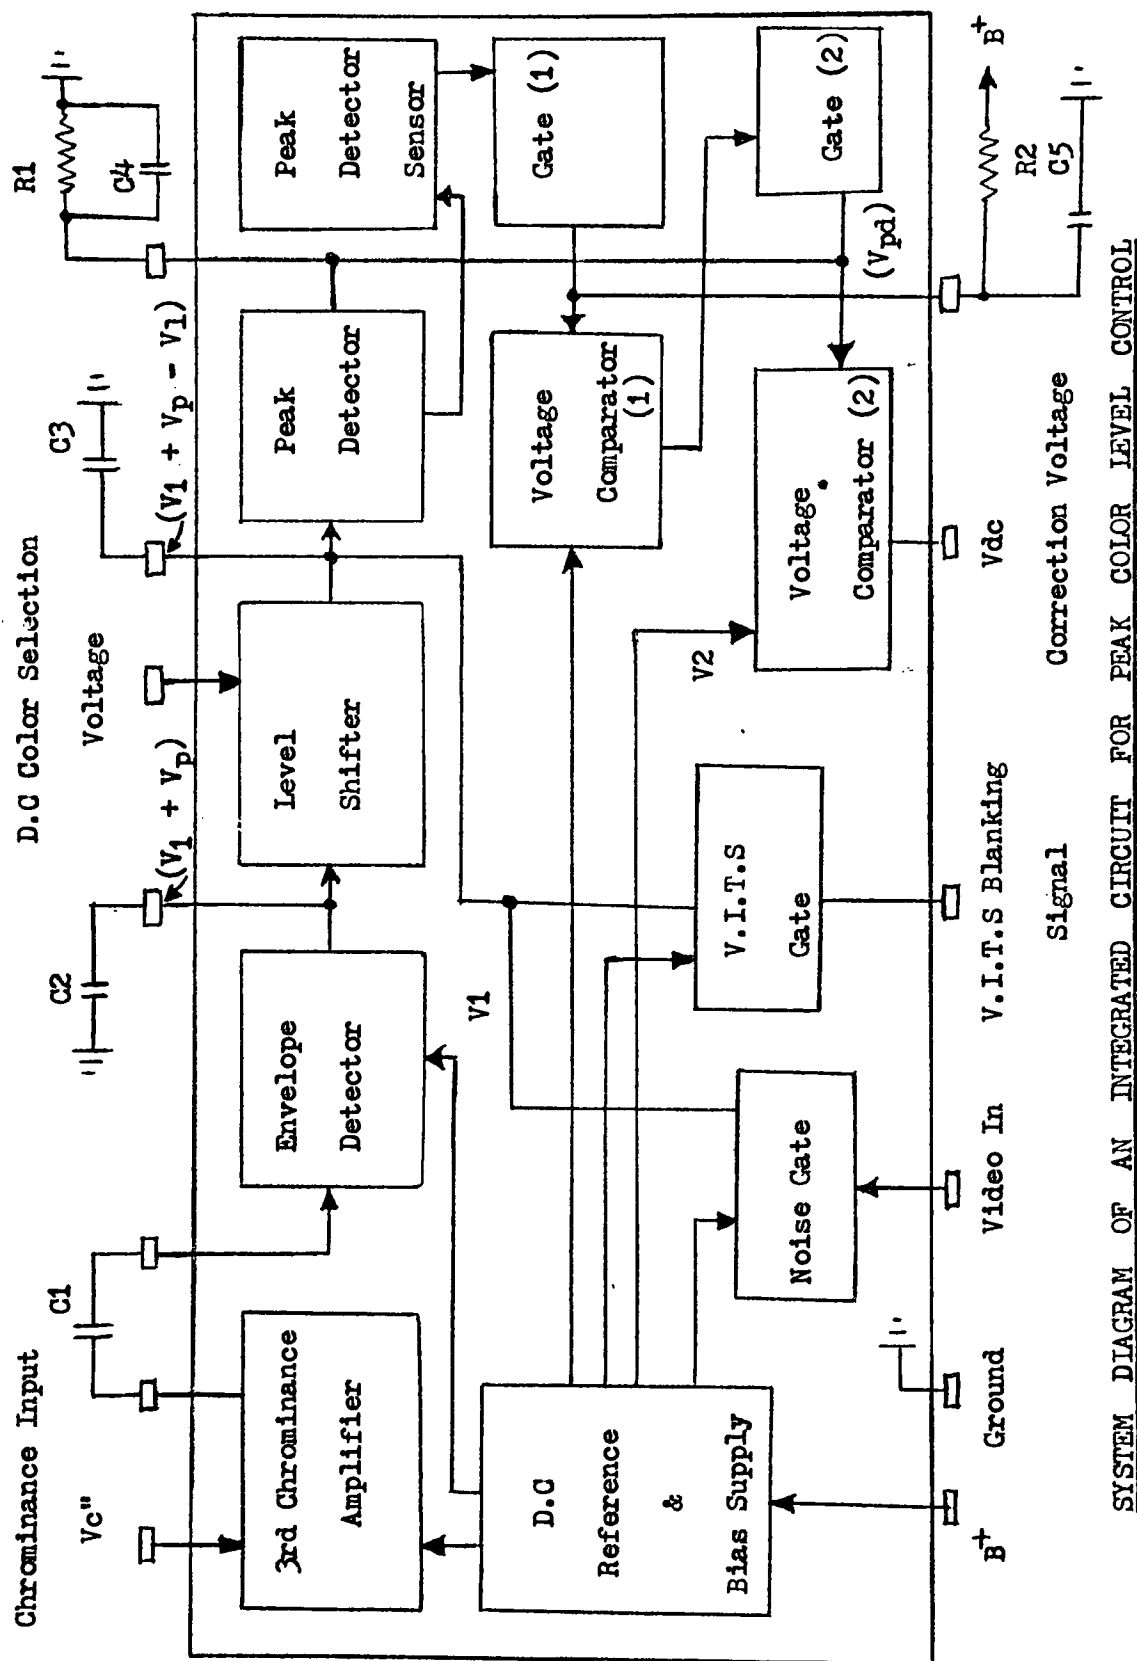 Chrominance Input
D.C Color Selection
Vc"
C1
C2
Voltage
C3
R1
C4
(V1 + Vp)
(V1 + Vp - Vl)
3rd Chrominance
Amplifier
Envelope
Detector
Level
Shifter
Peak
Detector
Peak
Detector
Sensor
V1
D.C
Reference
&
Bias Supply
Noise Gate
V.I.T.S
Gate
V2
Voltage
Comparator
(1)
Gate (1)
Voltage
Comparator (2)
Gate (2)
(Vpd)
B+
Ground
Video In
V.I.T.S Blanking
Signal
Vdc
Correction Voltage
R2
C5
B+
SYSTEM DIAGRAM OF AN INTEGRATED CIRCUIT FOR PEAK COLOR LEVEL CONTROL